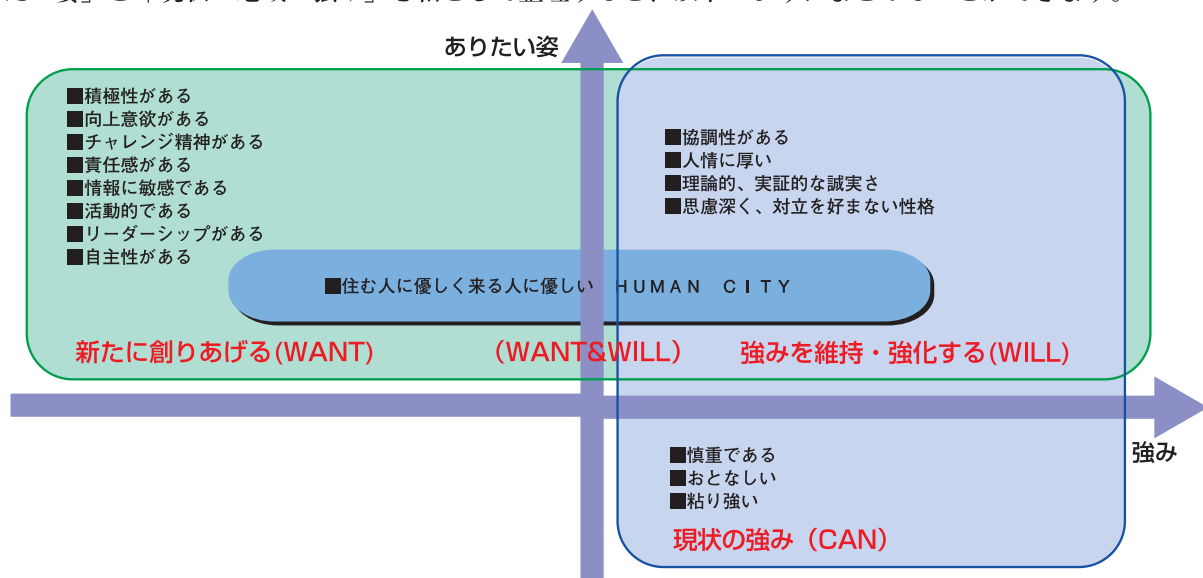 ありたい姿
■積極性がある
■向上意欲がある
■チャレンジ精神がある
■責任感がある
■情報に敏感である
■活動的である
■リーダーシップがある
■自主性がある
■協調性がある
■人情に厚い
■理論的、実証的な誠実さ
■思慮深く、対立を好まない性格
■住む人に優しく来る人に優しい HUMAN CITY
新たに創りあげる(WANT)
(WANT&WILL)
強みを維持・強化する(WILL)
強み
■慎重である
■おとなしい
■粘り強い
現状の強み(CAN)